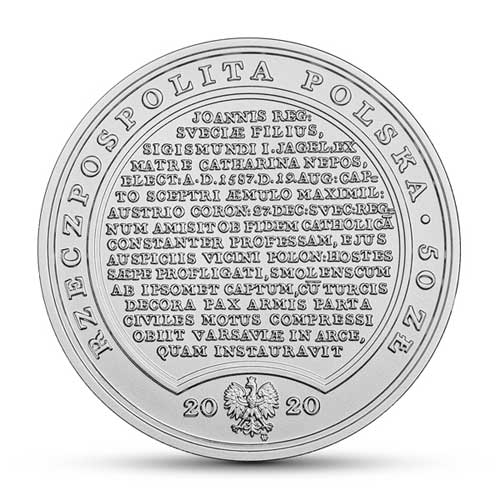 RZECZPOSPOLITA POLSKA · 50 ZŁ
JOANNIS REG:
SVECIÆ FILIUS,
SIGISMUNDI I. JAGEL,EX
MATRE CATHARINA NEPOS,
ELECT:A.D.1587.D.19.AUG:CAP-
TO SCEPTRI ÆMULO MAXIMIL:
AUSTRIO CORON:27.DEC:SVEC:REG-
NUM AMISIT OB FIDEM CATHOLICĀ
CONSTANTER PROFESSAM, EJUS
AUSPICIIS VICINI POLON:HOSTES
SÆPE PROFLIGATI, SMOLENSCUM
AB IPSOMET CAPTUM,CŪ TURCIS
DECORA PAX ARMIS PARTA
CIVILES MOTUS COMPRESSI
OBIIT VARSAVIÆ IN ARCE,
QUAM INSTAURAVIT
2020